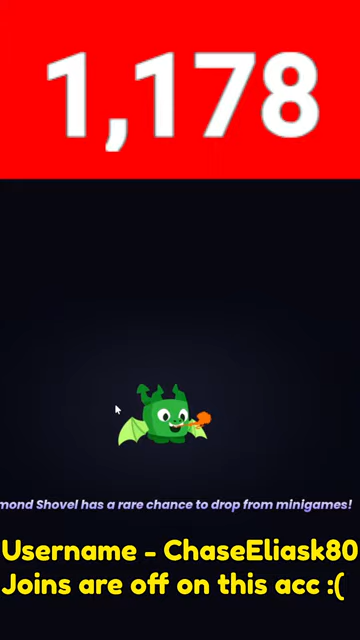 1,178
mond Shovel has a rare chance to drop from minigames!
Username - ChaseEliask80
Joins are off on this acc :(